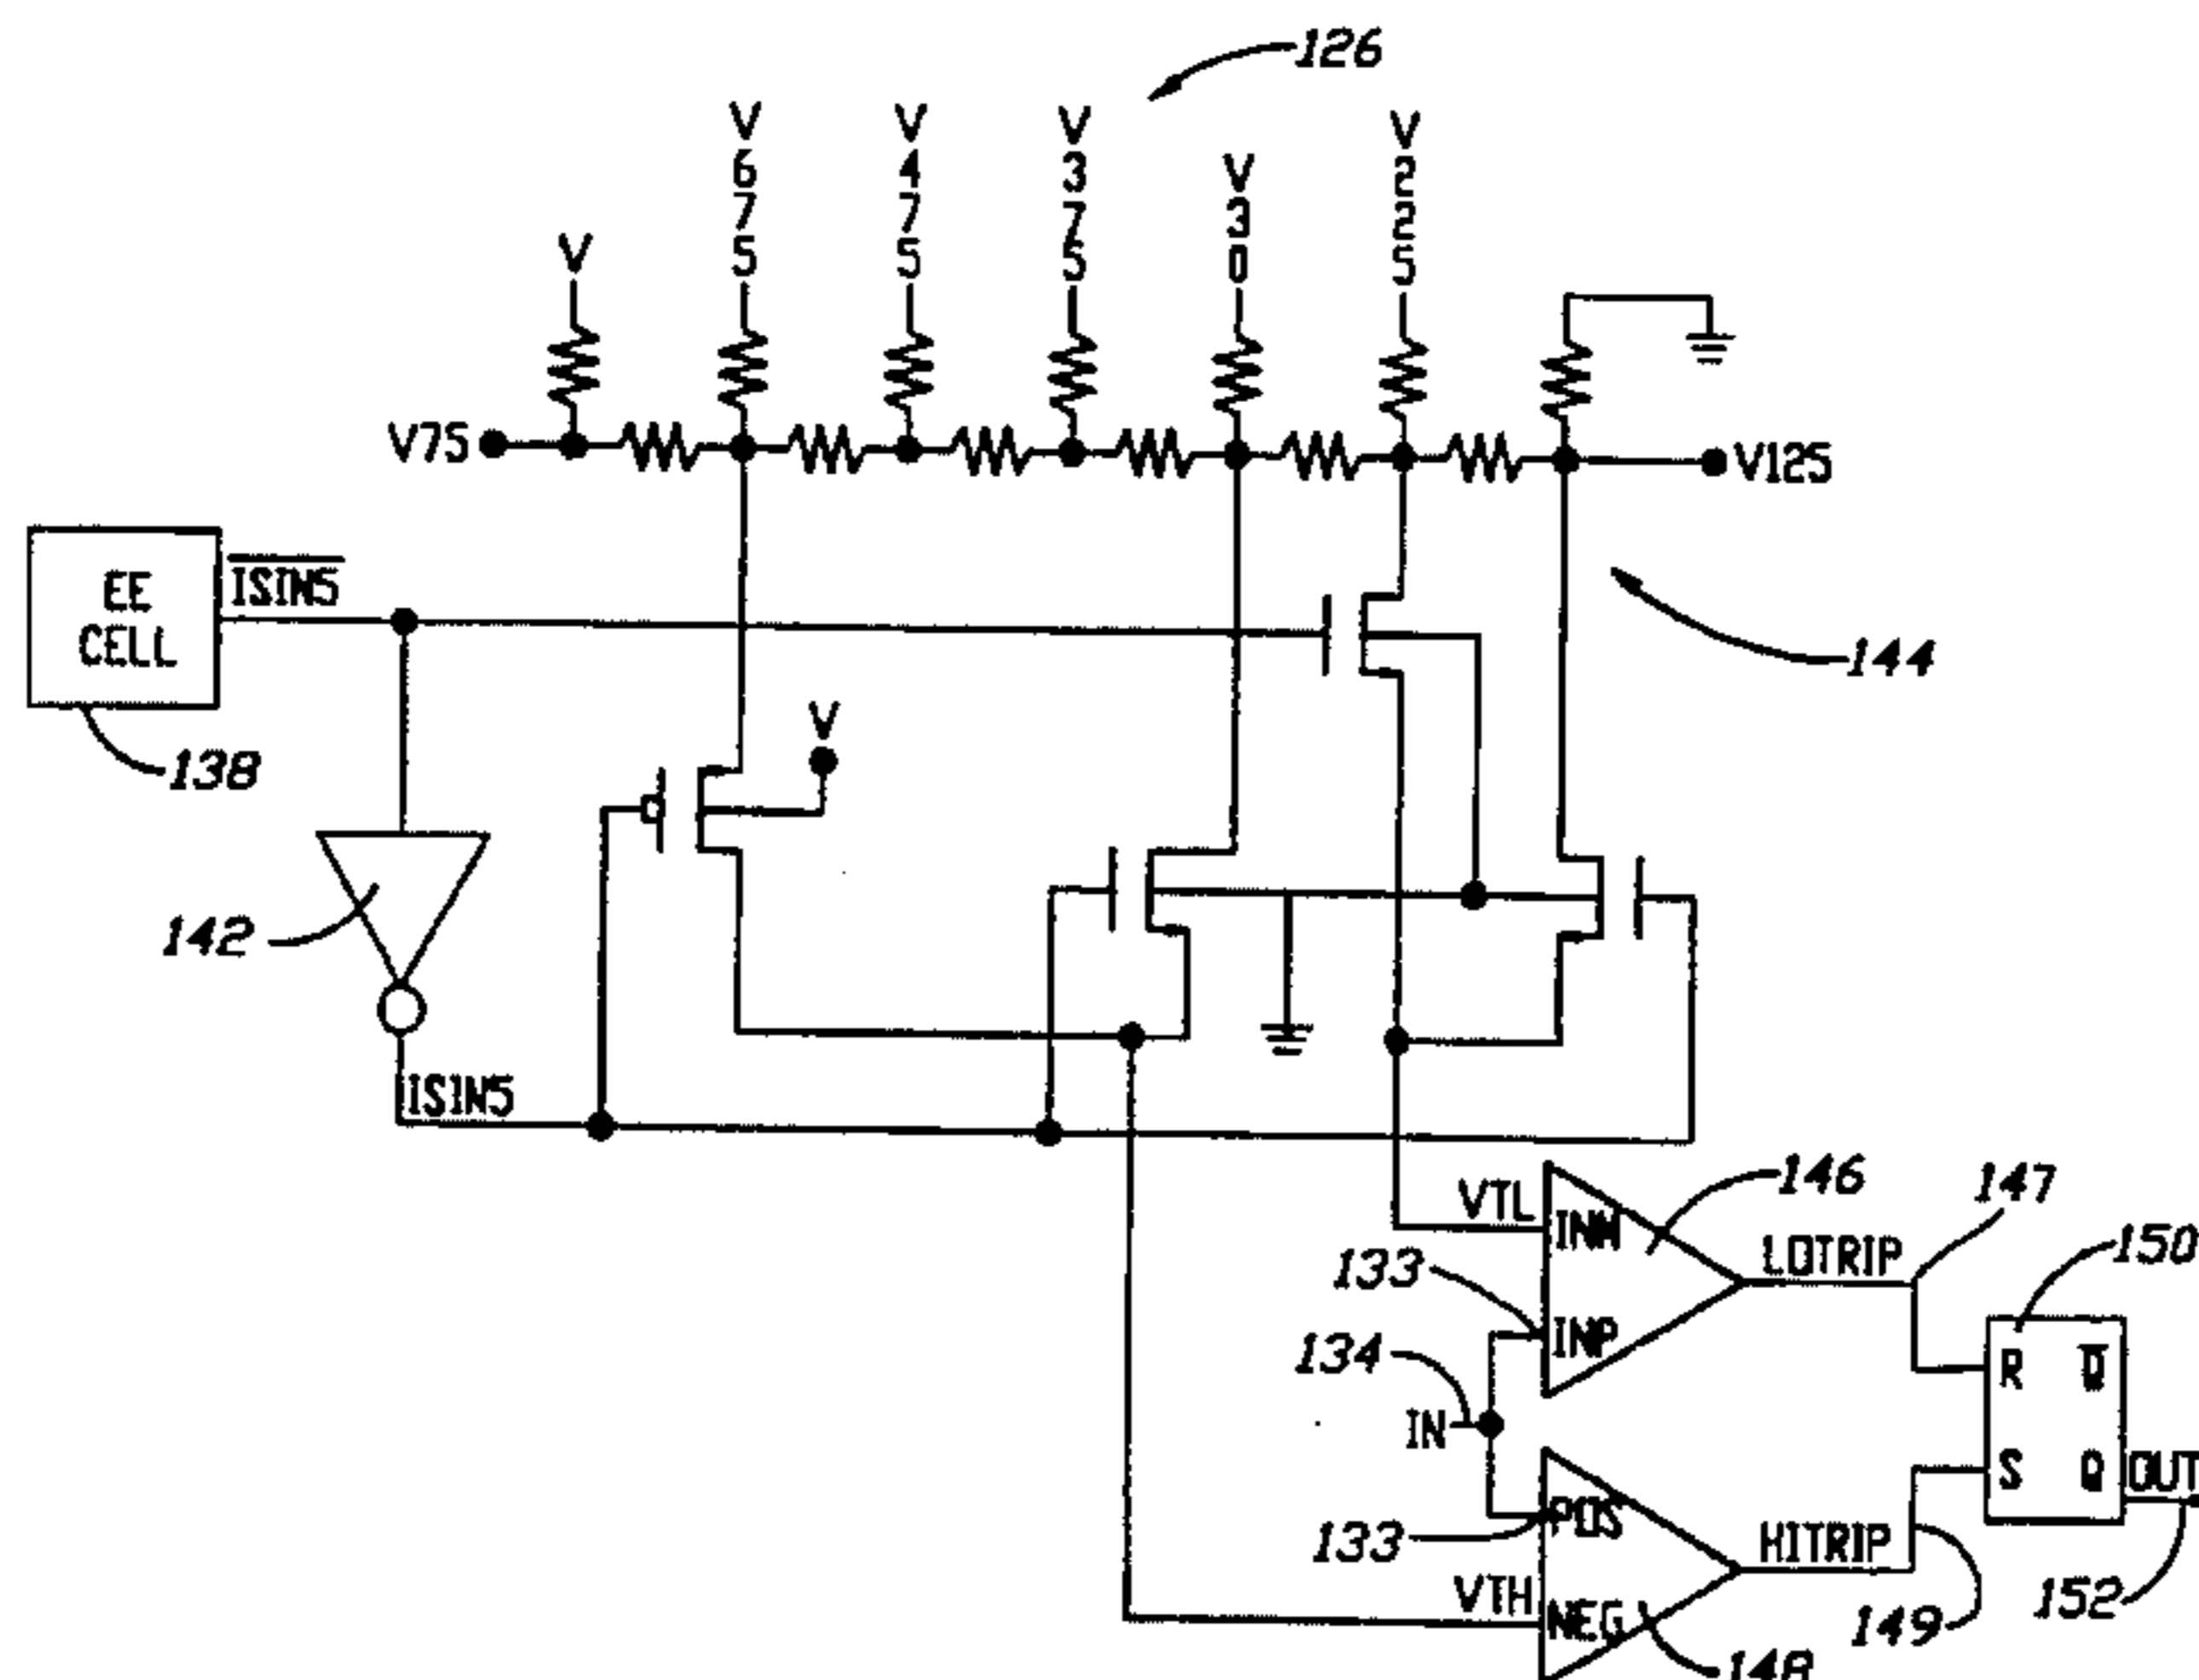 126
V
V675
V475
V375
V30
V225
V75
V125
EE
CELL
ISIN5
144
138
V
142
ISIN5
VTL
INM
146
147
133
INP
LOTRIP
150
134
IN
R
Q
S
Q
OUT
POS
133
HITRIP
VTH
NEG
149
152
148